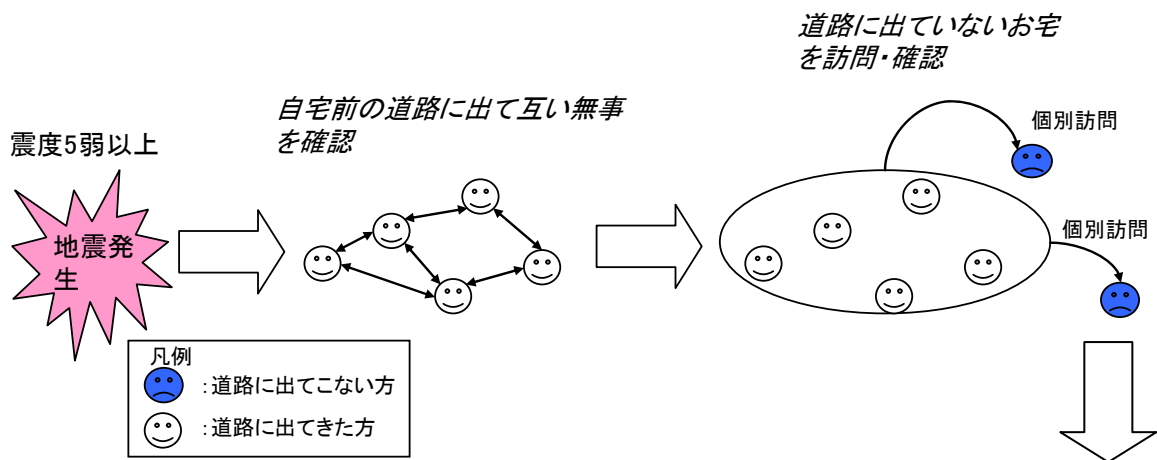 震度5弱以上
地震発
生
自宅前の道路に出て互い無事
を確認
道路に出ていないお宅
を訪問・確認
個別訪問
個別訪問
凡例
:道路に出てこない方
:道路に出てきた方